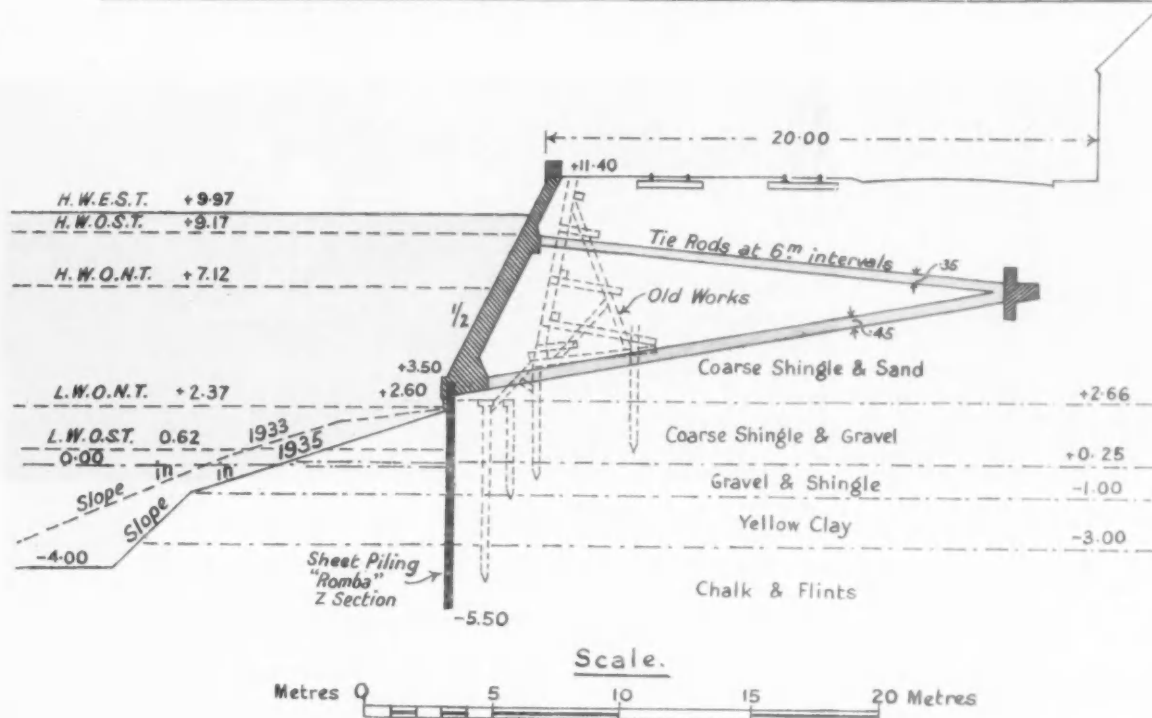 20·00
+11·40
H.W.E.S.T. +9·97
H.W.O.S.T. +9·17
H.W.O.N.T. +7·12
Tie Rods at 6m intervals
·35
Old Works
1/2
·45
+3·50
Coarse Shingle & Sand
L.W.O.N.T. +2·37
+2·60
+2·66
L.W.O.S.T. 0·62
0·00
Slope in 1933
Slope in 1935
Coarse Shingle & Gravel
+0·25
Gravel & Shingle
-1·00
Yellow Clay
-3·00
-4·00
Sheet Piling
"Romba"
Z Section
Chalk & Flints
-5.50
Scale.
Metres 0 5 10 15 20 Metres